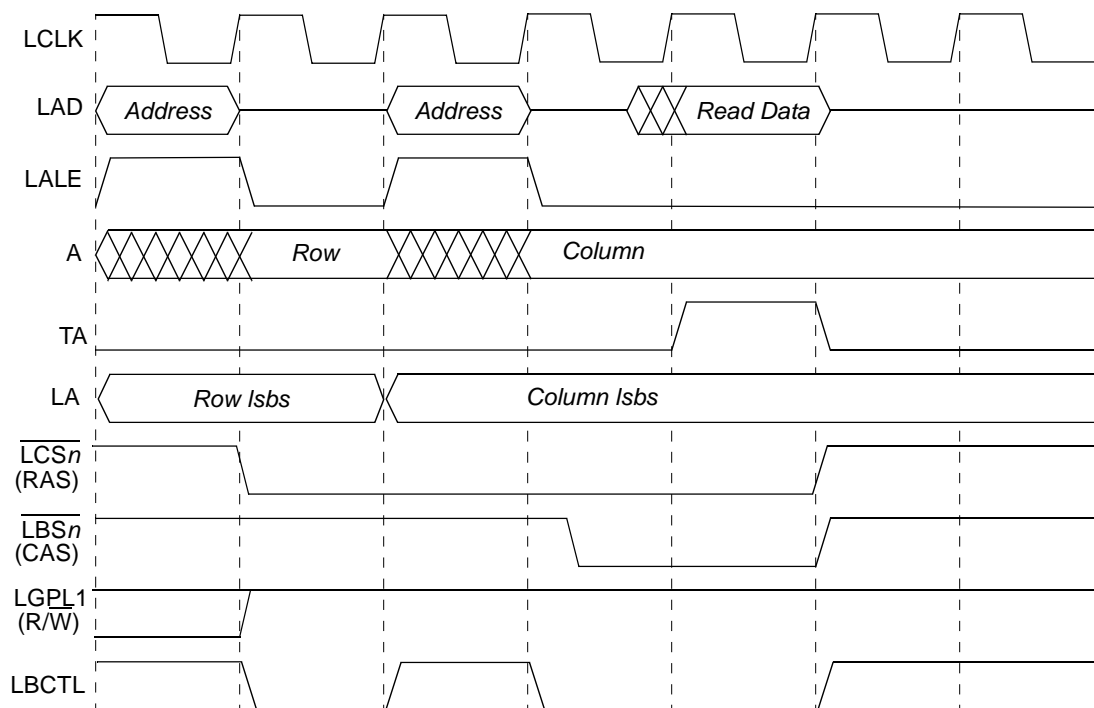 LCLK
LAD
Address
Address
Read Data
LALE
A
Row
Column
TA
LA
Row lsbs
Column lsbs
LCSn
(RAS)
LBSn
(CAS)
LGPL1
(R/W)
LBCTL